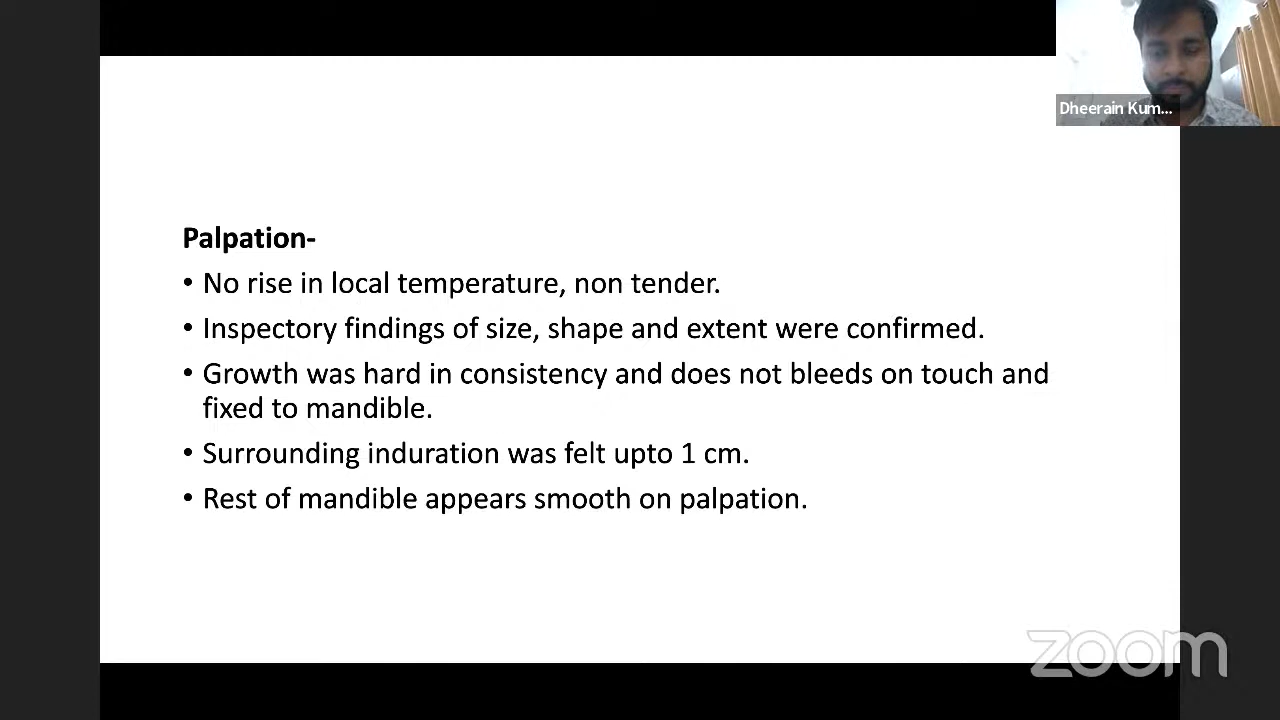 Dheerain Kum...
Palpation-
• No rise in local temperature, non tender.
• Inspectory findings of size, shape and extent were confirmed.
• Growth was hard in consistency and does not bleeds on touch and
fixed to mandible.
• Surrounding induration was felt upto 1 cm.
• Rest of mandible appears smooth on palpation.
zoom